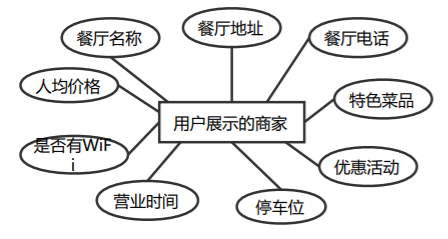 餐厅名称
餐厅地址
餐厅电话
人均价格
特色菜品
用户展示的商家
是否有WiF
i
优惠活动
营业时间
停车位